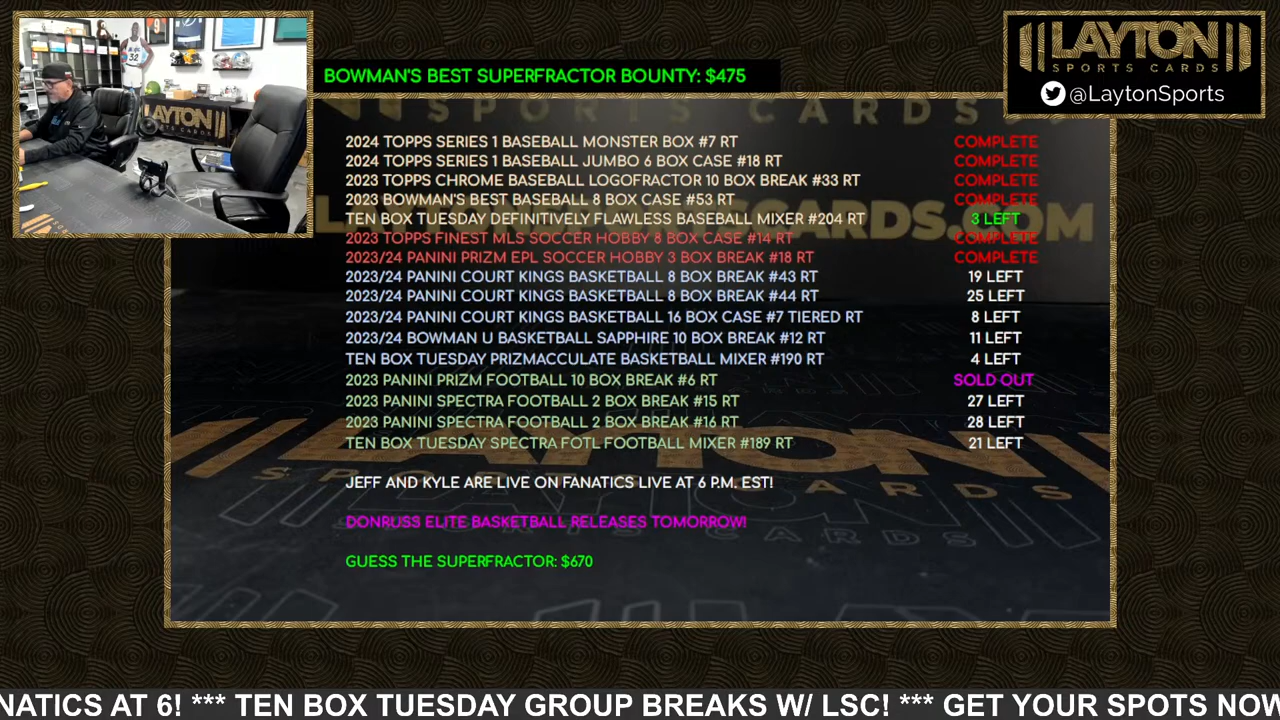 BOWMAN'S BEST SUPERFRACTOR BOUNTY: $475
LAYTON
SPORTS CARDS
@LaytonSports
SPORTS CARDS
2024 TOPPS SERIES 1 BASEBALL MONSTER BOX #7 RT COMPLETE
2024 TOPPS SERIES 1 BASEBALL JUMBO 6 BOX CASE #18 RT COMPLETE
2023 TOPPS CHROME BASEBALL LOGOFRACTOR 10 BOX BREAK #33 RT COMPLETE
2023 BOWMAN'S BEST BASEBALL 8 BOX CASE #53 RT COMPLETE
TEN BOX TUESDAY DEFINITIVELY FLAWLESS BASEBALL MIXER #204 RT 3 LEFT
2023 TOPPS FINEST MLS SOCCER HOBBY 8 BOX CASE #14 RT COMPLETE
2023/24 PANINI PRIZM EPL SOCCER HOBBY 3 BOX BREAK #18 RT COMPLETE
2023/24 PANINI COURT KINGS BASKETBALL 8 BOX BREAK #43 RT 19 LEFT
2023/24 PANINI COURT KINGS BASKETBALL 8 BOX BREAK #44 RT 25 LEFT
2023/24 PANINI COURT KINGS BASKETBALL 16 BOX CASE #7 TIERED RT 8 LEFT
2023/24 BOWMAN U BASKETBALL SAPPHIRE 10 BOX BREAK #12 RT 11 LEFT
TEN BOX TUESDAY PRIZMACCULATE BASKETBALL MIXER #190 RT 4 LEFT
2023 PANINI PRIZM FOOTBALL 10 BOX BREAK #6 RT SOLD OUT
2023 PANINI SPECTRA FOOTBALL 2 BOX BREAK #15 RT 27 LEFT
2023 PANINI SPECTRA FOOTBALL 2 BOX BREAK #16 RT 28 LEFT
TEN BOX TUESDAY SPECTRA FOTL FOOTBALL MIXER #189 RT 21 LEFT
JEFF AND KYLE ARE LIVE ON FANATICS LIVE AT 6 P.M. EST!
DONRUSS ELITE BASKETBALL RELEASES TOMORROW!
GUESS THE SUPERFRACTOR: $670
NATICS AT 6! *** TEN BOX TUESDAY GROUP BREAKS W/ LSC! *** GET YOUR SPOTS NOW